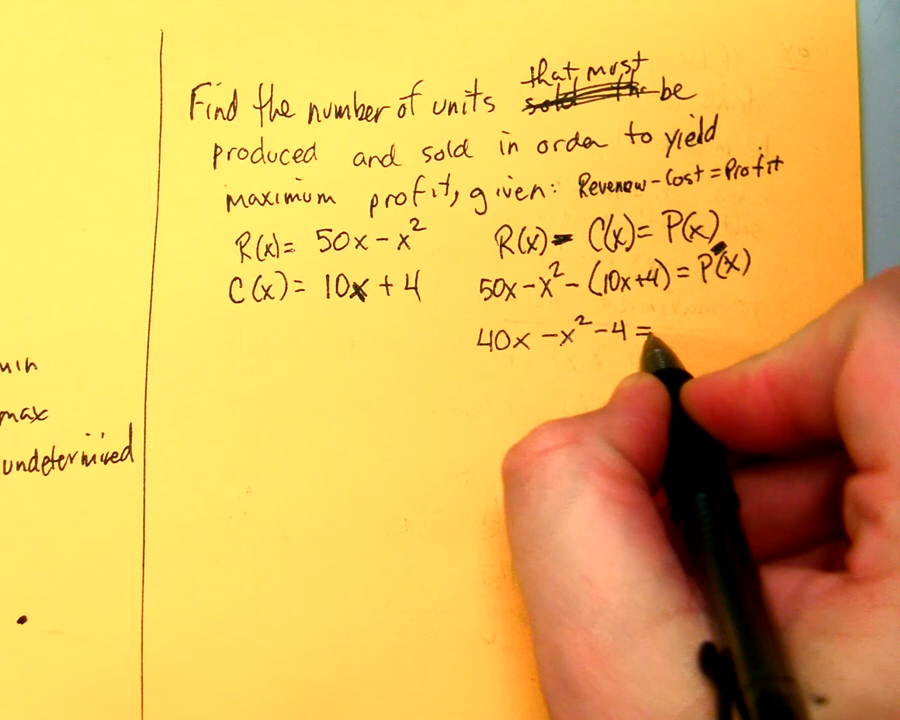 Find the number of units that must be
produced and sold in order to yield
maximum profit, given: Revenew - Cost = Profit
R(x) = 50x - x² R(x) - C(x) = P(x)
C(x) = 10x + 4 50x - x² - (10x+4) = P(x)
40x - x² - 4 =
min
max
undetermined